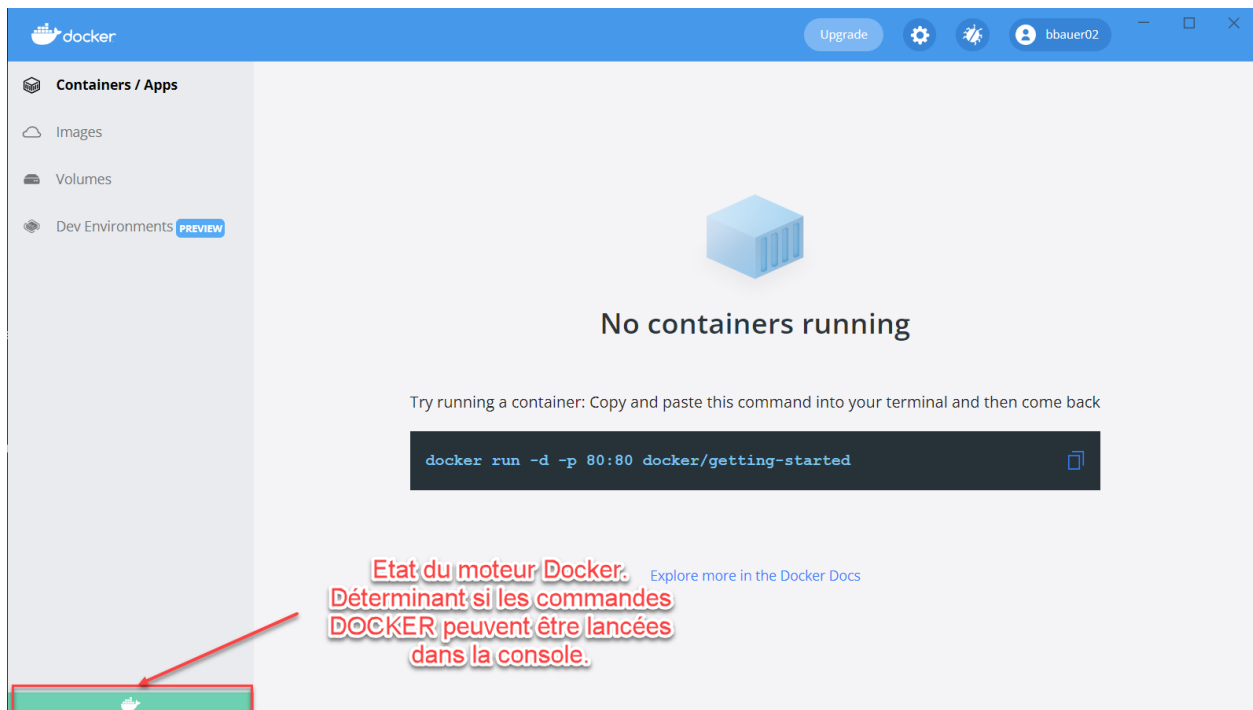 docker
Upgrade
bbauer02
Containers / Apps
Images
Volumes
Dev Environments PREVIEW
No containers running
Try running a container: Copy and paste this command into your terminal and then come back
docker run -d -p 80:80 docker/getting-started
Explore more in the Docker Docs
Etat du moteur Docker.
Déterminant si les commandes
DOCKER peuvent être lancées
dans la console.